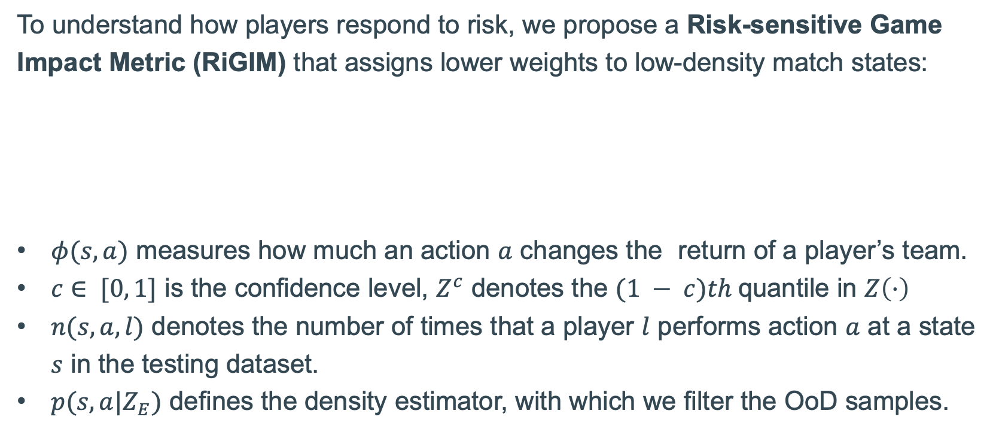 To understand how players respond to risk, we propose a Risk-sensitive Game
Impact Metric (RiGIM) that assigns lower weights to low-density match states:
• ϕ(s, a) measures how much an action a changes the return of a player’s team.
• c ∈ [0, 1] is the confidence level, Zᶜ denotes the (1 − c)th quantile in Z(·)
• n(s, a, l) denotes the number of times that a player l performs action a at a state
s in the testing dataset.
• p(s, a|Z_E) defines the density estimator, with which we filter the OoD samples.